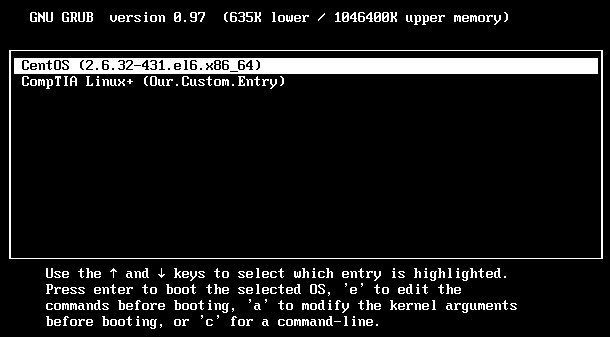 GNU GRUB  version 0.97  (635K lower / 1046400K upper memory)
CentOS (2.6.32-431.el6.x86_64)
CompTIA Linux+ (Our.Custom.Entry)
Use the ↑ and ↓ keys to select which entry is highlighted.
Press enter to boot the selected OS, 'e' to edit the
commands before booting, 'a' to modify the kernel arguments
before booting, or 'c' for a command-line.